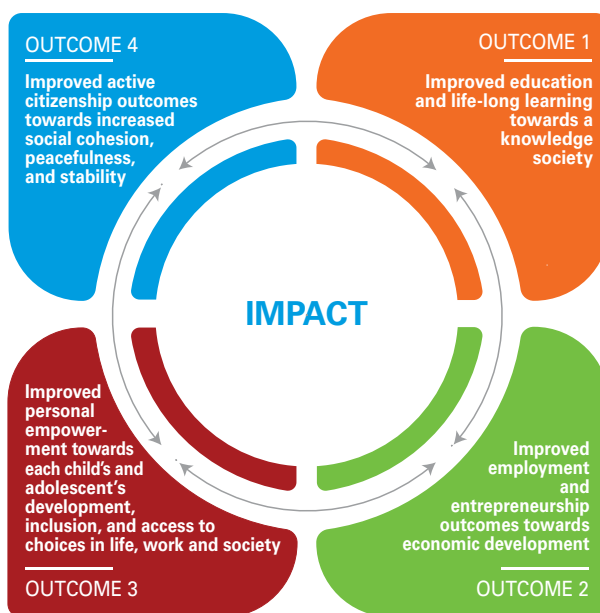 OUTCOME 4
Improved active
citizenship outcomes
towards increased
social cohesion,
peacefulness,
and stability
OUTCOME 1
Improved education
and life-long learning
towards a
knowledge
society
IMPACT
Improved
personal
empower-
ment towards
each child's and
adolescent's
development,
inclusion, and access to
choices in life, work and society
OUTCOME 3
Improved
employment
and
entrepreneurship
outcomes towards
economic development
OUTCOME 2